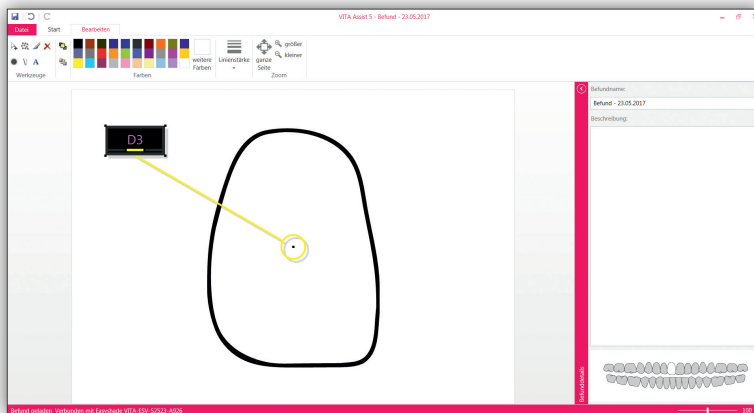 VITA Assist 5 - Befund - 23.05.2017
Datei Start Bearbeiten
größer
kleiner
weitere Farben
Linienstärke
ganze Seite
Werkzeuge Farben Zoom
Befundname:
Befund - 23.05.2017
Beschreibung:
A
D3
Befunddetails
Befund geladen Verbunden mit Easyshade VITA-ESV-52523-A926
100